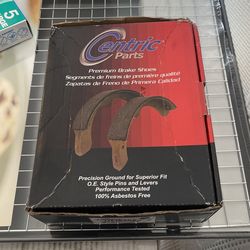 Centric
Parts
Premium Brake Shoes
Segments de freins de première qualité
Zapatas de Freno de Primera Calidad
Precision Ground for Superior Fit
O.E. Style Pins and Levers
Performance Tested
100% Asbestos Free
5